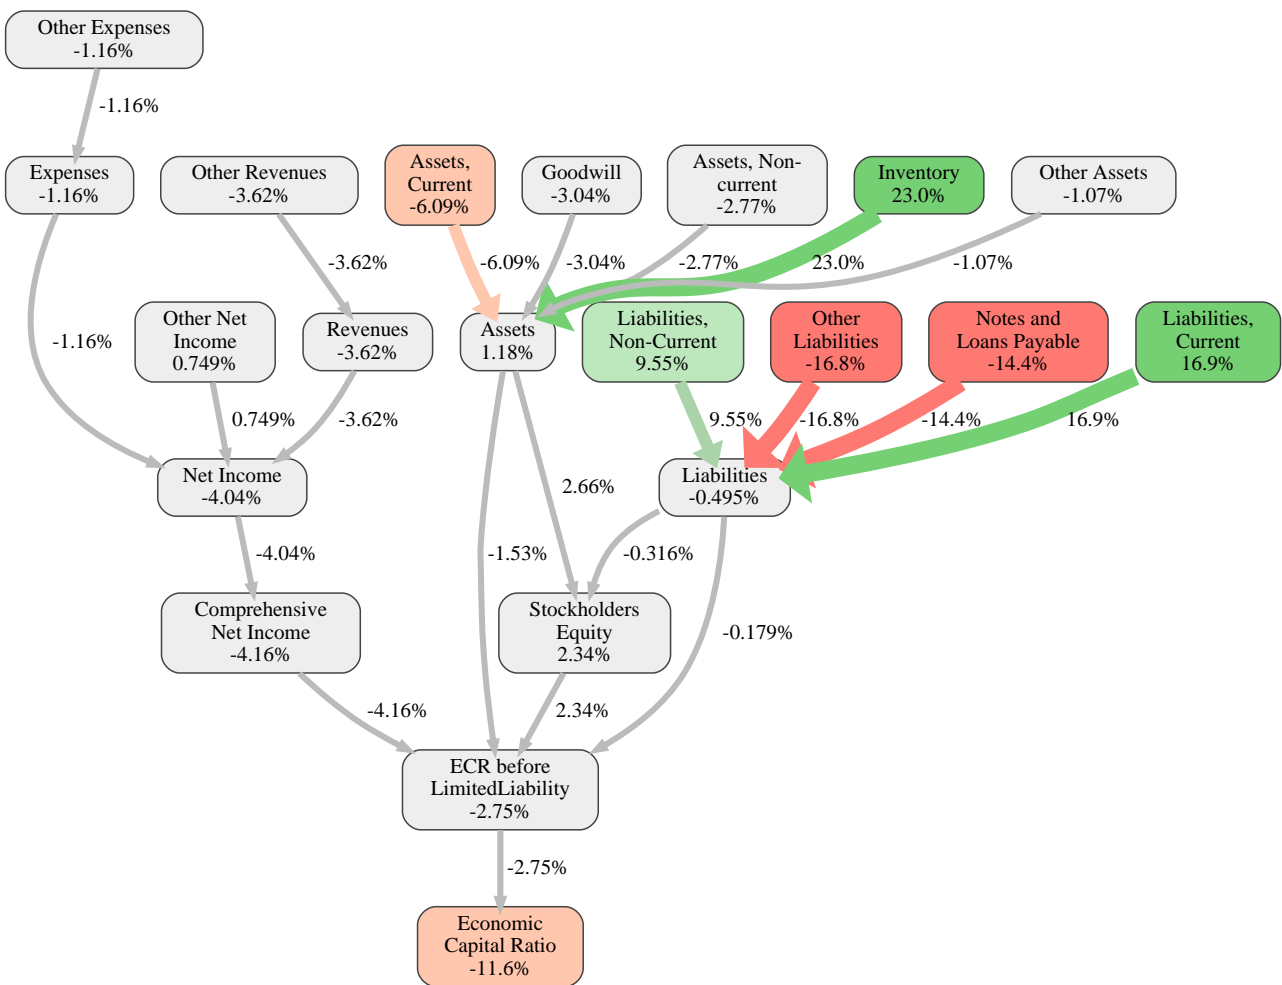 Other Expenses
-1.16%
-1.16%
Expenses
-1.16%
Other Revenues
-3.62%
Assets,
Current
-6.09%
Goodwill
-3.04%
Assets, Non-
current
-2.77%
Inventory
23.0%
Other Assets
-1.07%
-3.62%
-6.09%
-3.04%
-2.77%
23.0%
-1.07%
-1.16%
Other Net
Income
0.749%
Revenues
-3.62%
Assets
1.18%
Liabilities,
Non-Current
9.55%
Other
Liabilities
-16.8%
Notes and
Loans Payable
-14.4%
Liabilities,
Current
16.9%
0.749%
-3.62%
9.55%
-16.8%
-14.4%
16.9%
Net Income
-4.04%
2.66%
Liabilities
-0.495%
-4.04%
-1.53%
-0.316%
Comprehensive
Net Income
-4.16%
Stockholders
Equity
2.34%
-0.179%
-4.16%
2.34%
ECR before
LimitedLiability
-2.75%
-2.75%
Economic
Capital Ratio
-11.6%